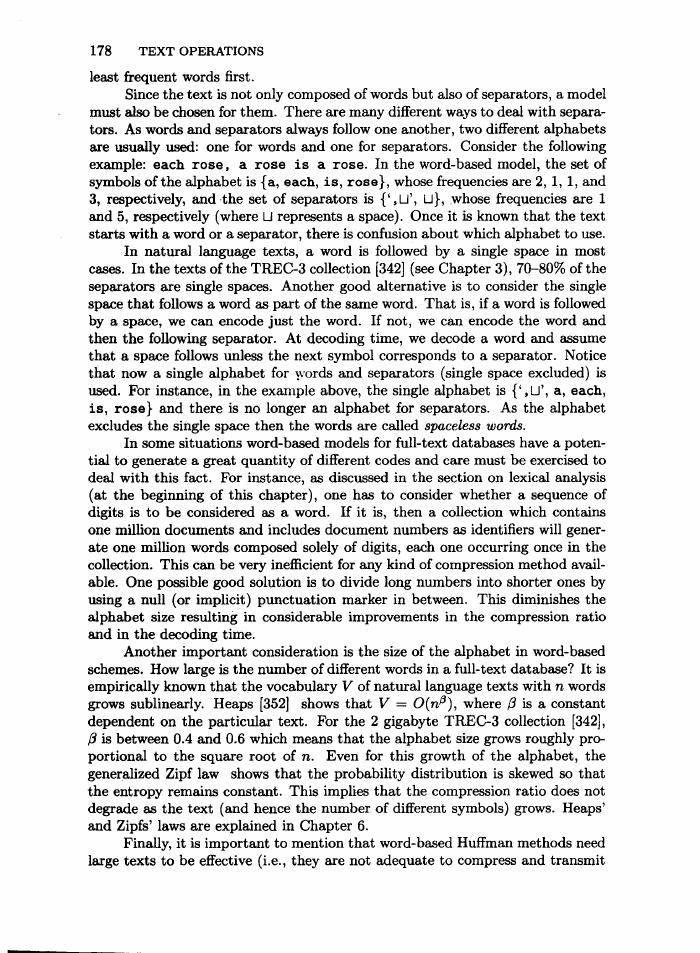 178 TEXT OPERATIONS
least frequent words first.
Since the text is not only composed of words but also of separators, a model
must also be chosen for them. There are many different ways to deal with separa-
tors. As words and separators always follow one another, two different alphabets
are usually used: one for words and one for separators. Consider the following
example: each rose, a rose is a rose. In the word-based model, the set of
symbols of the alphabet is {a, each, is, rose}, whose frequencies are 2, 1, 1, and
3, respectively, and the set of separators is {‘,⊔’, ⊔}, whose frequencies are 1
and 5, respectively (where ⊔ represents a space). Once it is known that the text
starts with a word or a separator, there is confusion about which alphabet to use.
In natural language texts, a word is followed by a single space in most
cases. In the texts of the TREC-3 collection [342] (see Chapter 3), 70–80% of the
separators are single spaces. Another good alternative is to consider the single
space that follows a word as part of the same word. That is, if a word is followed
by a space, we can encode just the word. If not, we can encode the word and
then the following separator. At decoding time, we decode a word and assume
that a space follows unless the next symbol corresponds to a separator. Notice
that now a single alphabet for words and separators (single space excluded) is
used. For instance, in the example above, the single alphabet is {‘,⊔’, a, each,
is, rose} and there is no longer an alphabet for separators. As the alphabet
excludes the single space then the words are called spaceless words.
In some situations word-based models for full-text databases have a poten-
tial to generate a great quantity of different codes and care must be exercised to
deal with this fact. For instance, as discussed in the section on lexical analysis
(at the beginning of this chapter), one has to consider whether a sequence of
digits is to be considered as a word. If it is, then a collection which contains
one million documents and includes document numbers as identifiers will gener-
ate one million words composed solely of digits, each one occurring once in the
collection. This can be very inefficient for any kind of compression method avail-
able. One possible good solution is to divide long numbers into shorter ones by
using a null (or implicit) punctuation marker in between. This diminishes the
alphabet size resulting in considerable improvements in the compression ratio
and in the decoding time.
Another important consideration is the size of the alphabet in word-based
schemes. How large is the number of different words in a full-text database? It is
empirically known that the vocabulary V of natural language texts with n words
grows sublinearly. Heaps [352] shows that V = O(n^β), where β is a constant
dependent on the particular text. For the 2 gigabyte TREC-3 collection [342],
β is between 0.4 and 0.6 which means that the alphabet size grows roughly pro-
portional to the square root of n. Even for this growth of the alphabet, the
generalized Zipf law shows that the probability distribution is skewed so that
the entropy remains constant. This implies that the compression ratio does not
degrade as the text (and hence the number of different symbols) grows. Heaps’
and Zipfs’ laws are explained in Chapter 6.
Finally, it is important to mention that word-based Huffman methods need
large texts to be effective (i.e., they are not adequate to compress and transmit